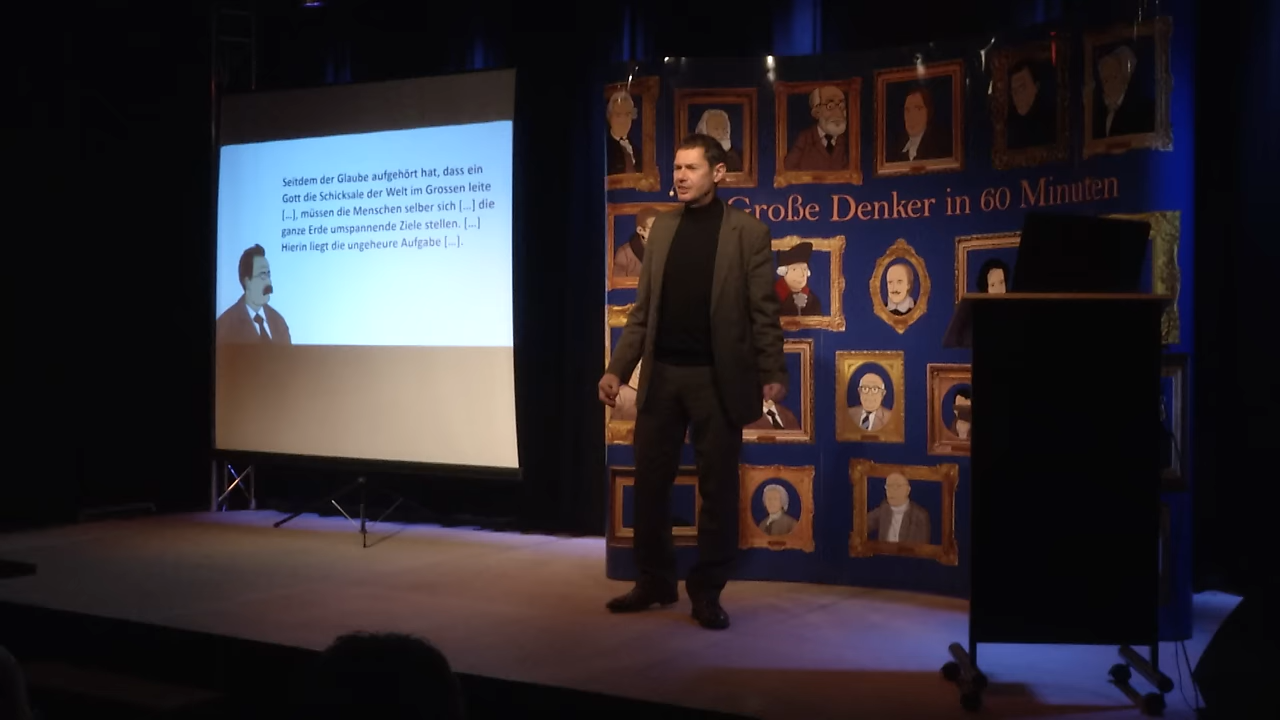 Seitdem der Glaube aufgehört hat, dass ein
Gott die Schicksale der Welt im Grossen leite
[...], müssen die Menschen selber sich [...] die
ganze Erde umspannende Ziele stellen. [...]
Hierin liegt die ungeheure Aufgabe [...].
Große Denker in 60 Minuten